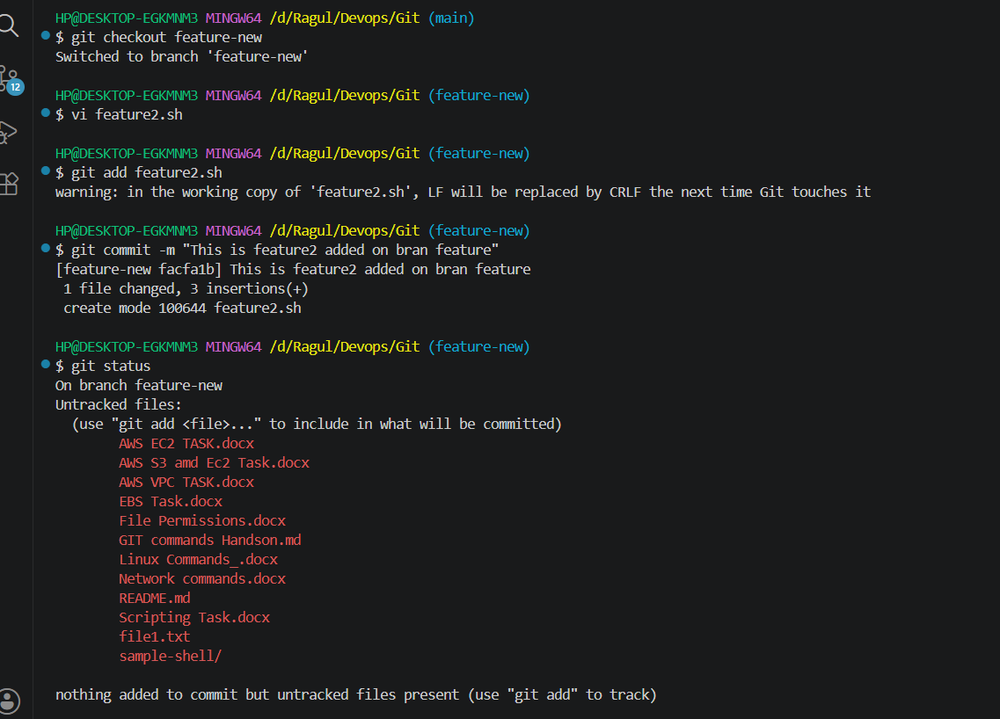 HP@DESKTOP-EGKMNM3 MINGW64 /d/Ragul/Devops/Git (main)
$ git checkout feature-new
Switched to branch 'feature-new'
12
HP@DESKTOP-EGKMNM3 MINGW64 /d/Ragul/Devops/Git (feature-new)
$ vi feature2.sh
HP@DESKTOP-EGKMNM3 MINGW64 /d/Ragul/Devops/Git (feature-new)
$ git add feature2.sh
warning: in the working copy of 'feature2.sh', LF will be replaced by CRLF the next time Git touches it
HP@DESKTOP-EGKMNM3 MINGW64 /d/Ragul/Devops/Git (feature-new)
$ git commit -m "This is feature2 added on bran feature"
[feature-new facfa1b] This is feature2 added on bran feature
 1 file changed, 3 insertions(+)
 create mode 100644 feature2.sh
HP@DESKTOP-EGKMNM3 MINGW64 /d/Ragul/Devops/Git (feature-new)
$ git status
On branch feature-new
Untracked files:
  (use "git add <file>..." to include in what will be committed)
        AWS EC2 TASK.docx
        AWS S3 amd Ec2 Task.docx
        AWS VPC TASK.docx
        EBS Task.docx
        File Permissions.docx
        GIT commands Handson.md
        Linux Commands_.docx
        Network commands.docx
        README.md
        Scripting Task.docx
        file1.txt
        sample-shell/
nothing added to commit but untracked files present (use "git add" to track)